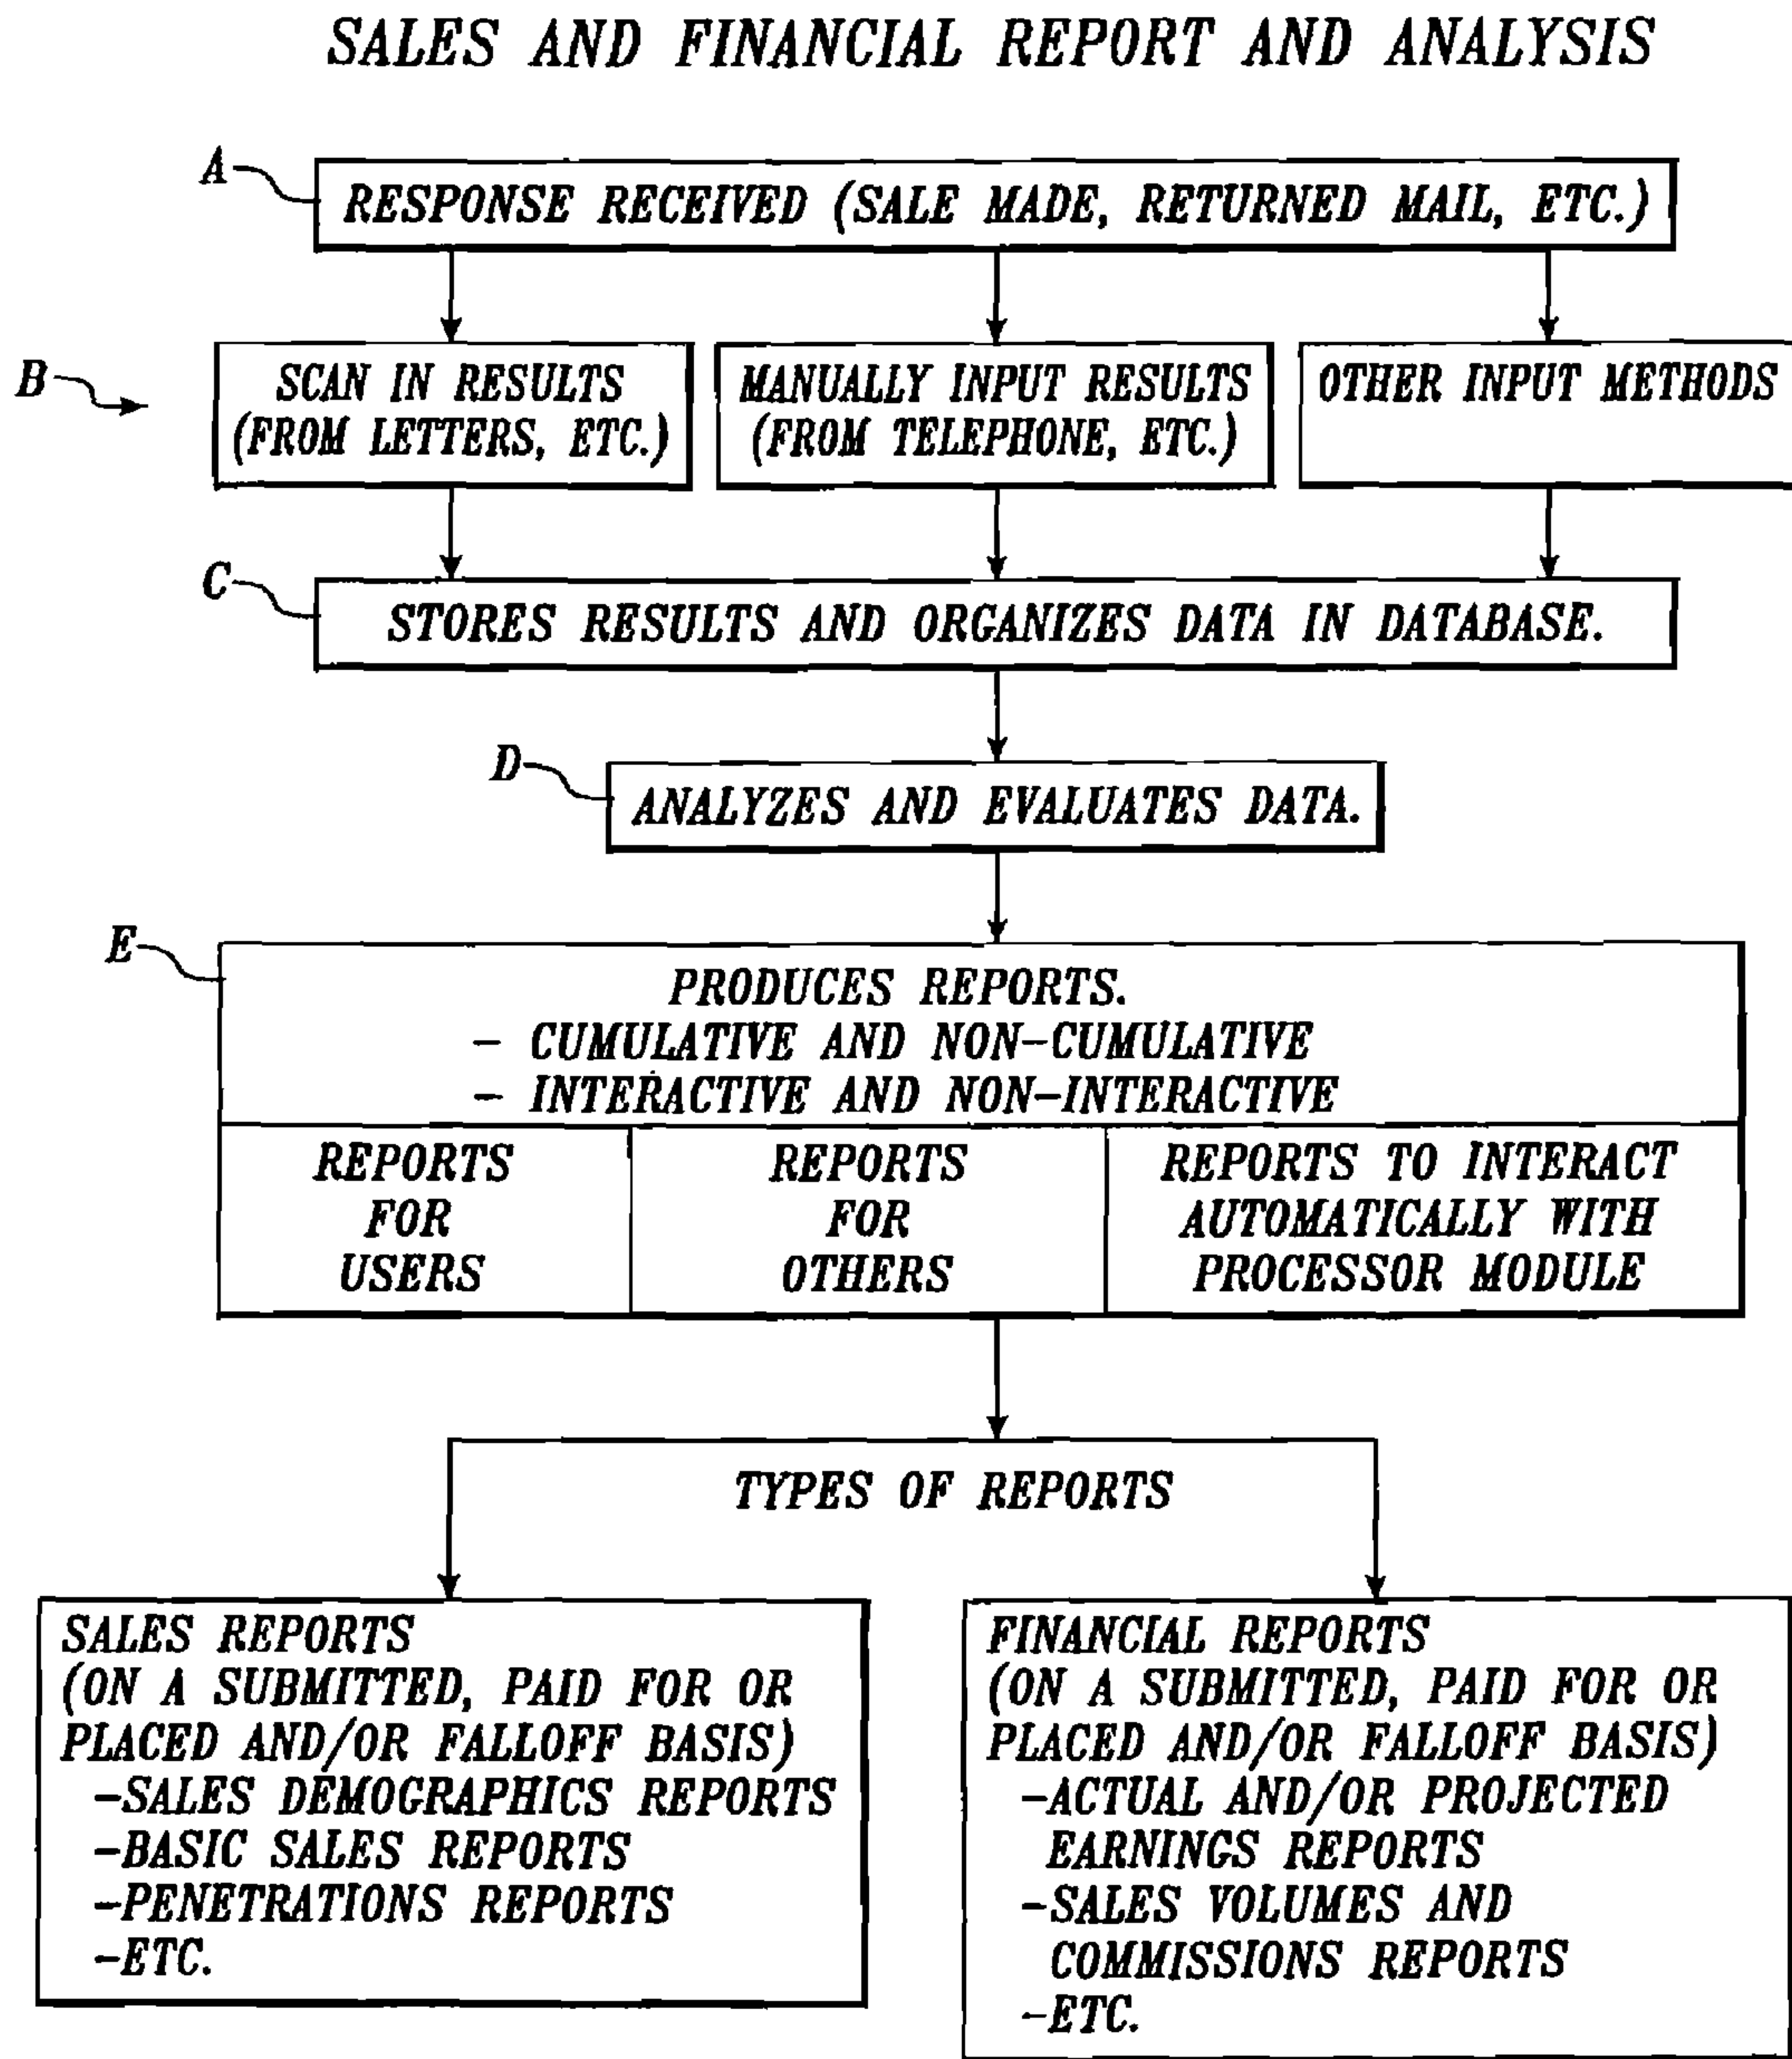 SALES AND FINANCIAL REPORT AND ANALYSIS
A
RESPONSE RECEIVED (SALE MADE, RETURNED MAIL, ETC.)
B
SCAN IN RESULTS
(FROM LETTERS, ETC.)
MANUALLY INPUT RESULTS
(FROM TELEPHONE, ETC.)
OTHER INPUT METHODS
C
STORES RESULTS AND ORGANIZES DATA IN DATABASE.
D
ANALYZES AND EVALUATES DATA.
E
PRODUCES REPORTS.
- CUMULATIVE AND NON-CUMULATIVE
- INTERACTIVE AND NON-INTERACTIVE
REPORTS
FOR
USERS
REPORTS
FOR
OTHERS
REPORTS TO INTERACT
AUTOMATICALLY WITH
PROCESSOR MODULE
TYPES OF REPORTS
SALES REPORTS
(ON A SUBMITTED, PAID FOR OR
PLACED AND/OR FALLOFF BASIS)
-SALES DEMOGRAPHICS REPORTS
-BASIC SALES REPORTS
-PENETRATIONS REPORTS
-ETC.
FINANCIAL REPORTS
(ON A SUBMITTED, PAID FOR OR
PLACED AND/OR FALLOFF BASIS)
-ACTUAL AND/OR PROJECTED
EARNINGS REPORTS
-SALES VOLUMES AND
COMMISSIONS REPORTS
-ETC.